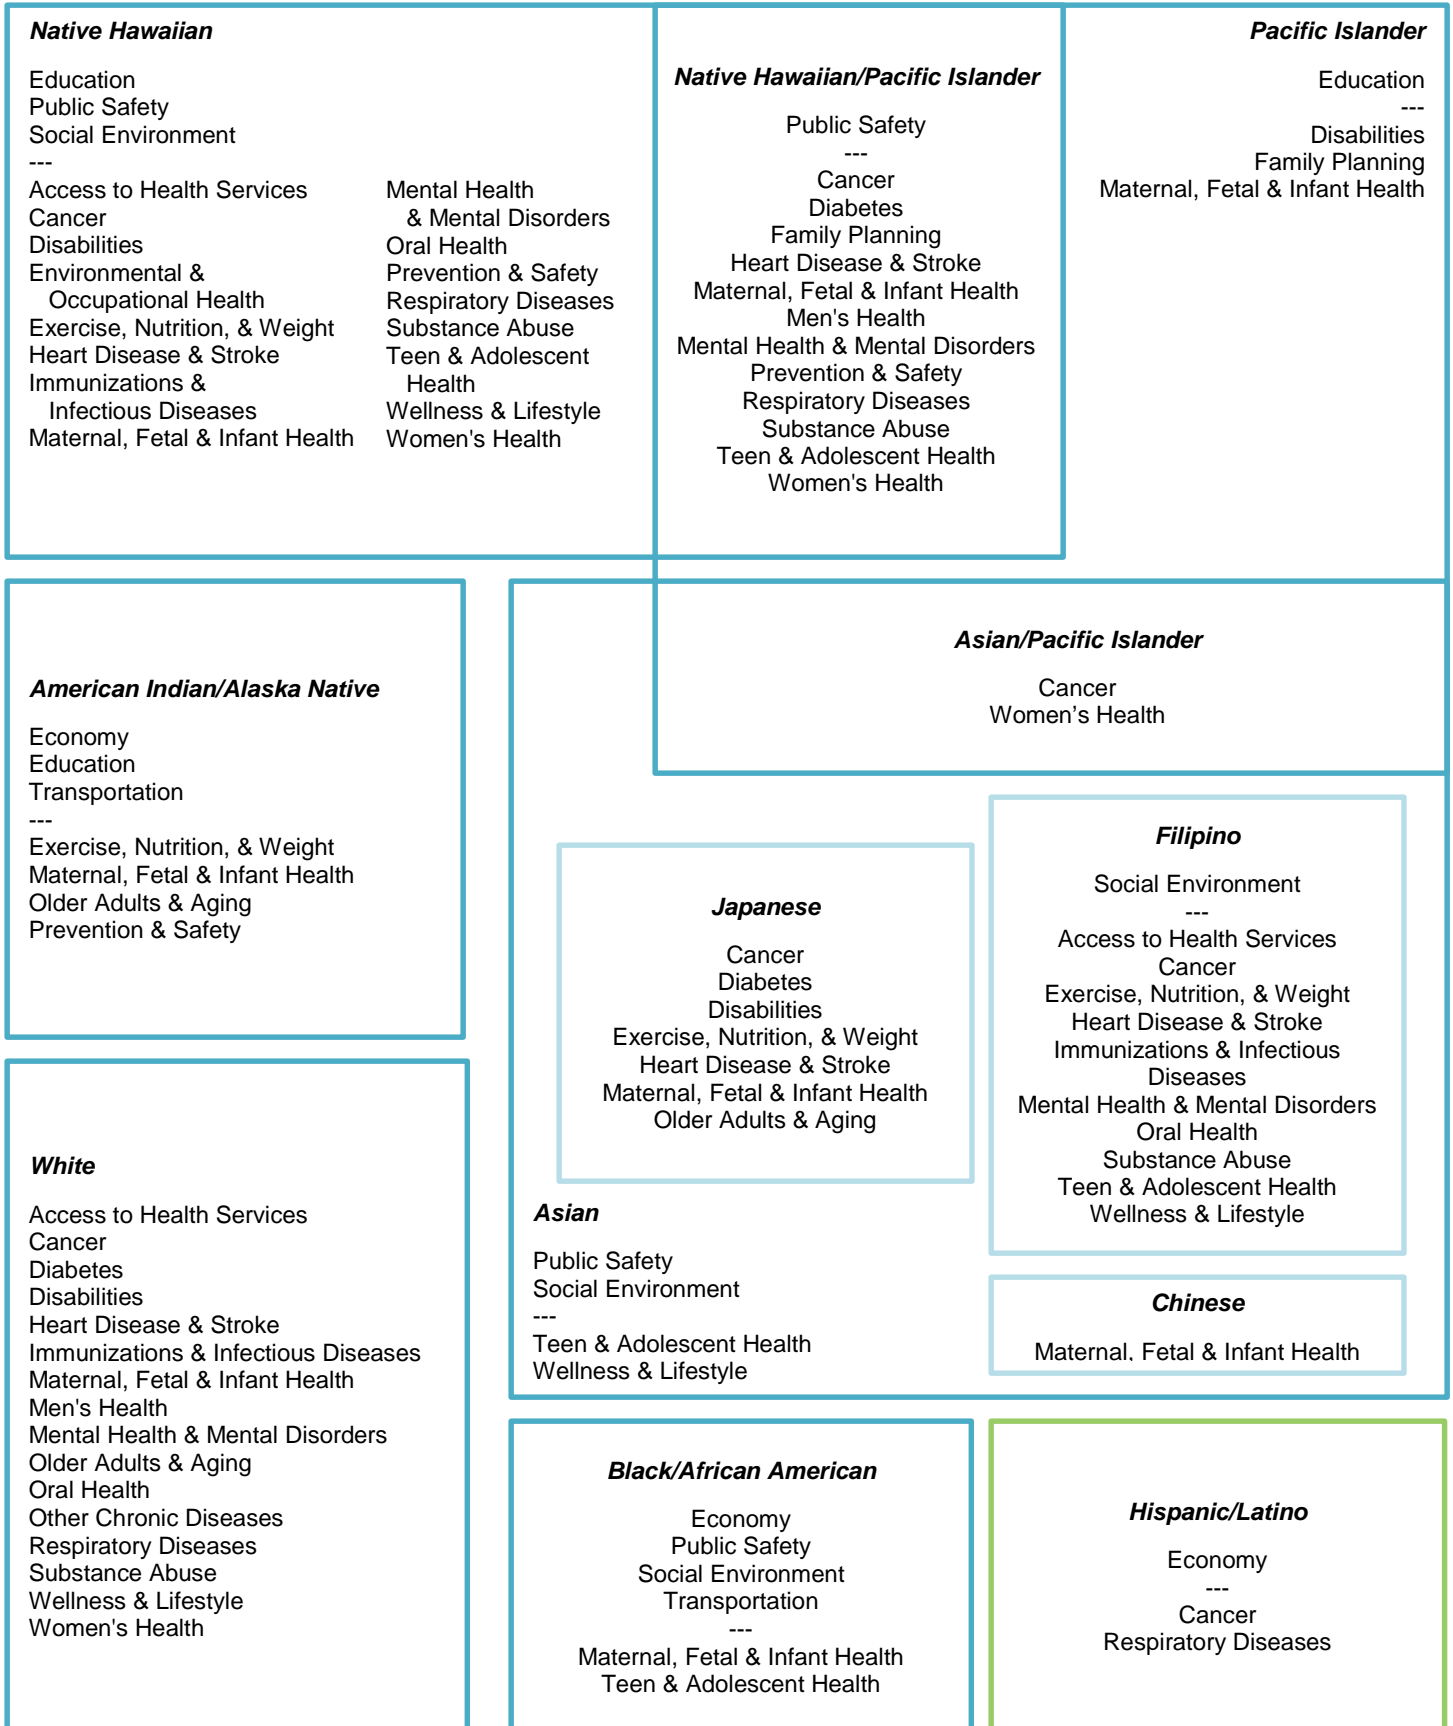 Native Hawaiian
Education
Public Safety
Social Environment
---
Access to Health Services
Cancer
Disabilities
Environmental &
Occupational Health
Exercise, Nutrition, & Weight
Heart Disease & Stroke
Immunizations &
Infectious Diseases
Maternal, Fetal & Infant Health
Mental Health
& Mental Disorders
Oral Health
Prevention & Safety
Respiratory Diseases
Substance Abuse
Teen & Adolescent
Health
Wellness & Lifestyle
Women's Health
Native Hawaiian/Pacific Islander
Public Safety
---
Cancer
Diabetes
Family Planning
Heart Disease & Stroke
Maternal, Fetal & Infant Health
Men's Health
Mental Health & Mental Disorders
Prevention & Safety
Respiratory Diseases
Substance Abuse
Teen & Adolescent Health
Women's Health
Pacific Islander
Education
---
Disabilities
Family Planning
Maternal, Fetal & Infant Health
American Indian/Alaska Native
Economy
Education
Transportation
---
Exercise, Nutrition, & Weight
Maternal, Fetal & Infant Health
Older Adults & Aging
Prevention & Safety
Asian/Pacific Islander
Cancer
Women’s Health
Japanese
Cancer
Diabetes
Disabilities
Exercise, Nutrition, & Weight
Heart Disease & Stroke
Maternal, Fetal & Infant Health
Older Adults & Aging
Filipino
Social Environment
---
Access to Health Services
Cancer
Exercise, Nutrition, & Weight
Heart Disease & Stroke
Immunizations & Infectious
Diseases
Mental Health & Mental Disorders
Oral Health
Substance Abuse
Teen & Adolescent Health
Wellness & Lifestyle
Asian
Public Safety
Social Environment
---
Teen & Adolescent Health
Wellness & Lifestyle
Chinese
Maternal, Fetal & Infant Health
White
Access to Health Services
Cancer
Diabetes
Disabilities
Heart Disease & Stroke
Immunizations & Infectious Diseases
Maternal, Fetal & Infant Health
Men's Health
Mental Health & Mental Disorders
Older Adults & Aging
Oral Health
Other Chronic Diseases
Respiratory Diseases
Substance Abuse
Wellness & Lifestyle
Women's Health
Black/African American
Economy
Public Safety
Social Environment
Transportation
---
Maternal, Fetal & Infant Health
Teen & Adolescent Health
Hispanic/Latino
Economy
---
Cancer
Respiratory Diseases